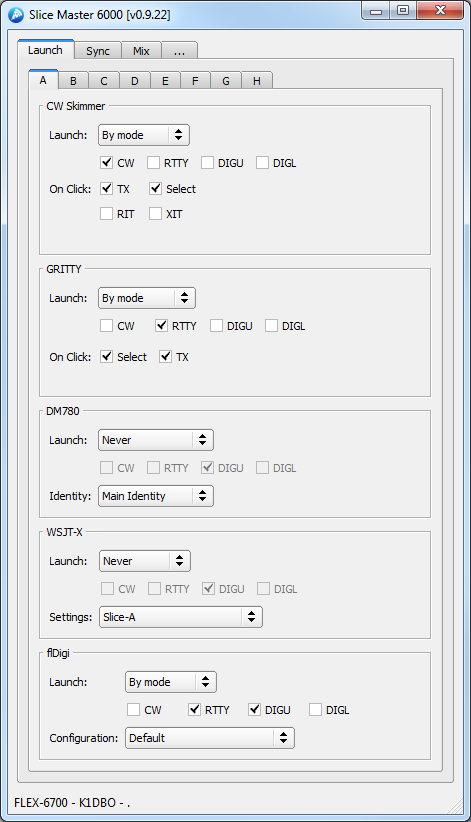 Slice Master 6000 [v0.9.22]
Launch Sync Mix ...
A B C D E F G H
CW Skimmer
Launch: By mode
CW RTTY DIGU DIGL
On Click: TX Select
RIT XIT
GRITTY
Launch: By mode
CW RTTY DIGU DIGL
On Click: Select TX
DM780
Launch: Never
CW RTTY DIGU DIGL
Identity: Main Identity
WSJT-X
Launch: Never
CW RTTY DIGU DIGL
Settings: Slice-A
flDigi
Launch: By mode
CW RTTY DIGU DIGL
Configuration: Default
FLEX-6700 - K1DBO - .